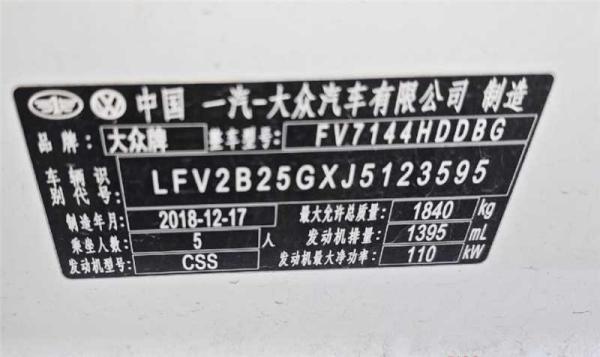 中国 一汽-大众汽车有限公司 制造
品牌: 大众牌 整车型号: FV7144HDDBG
车辆识别代号: LFV2B25GXJ5123595
制造年月: 2018-12-17 最大允许总质量: 1840 kg
乘坐人数: 5 人 发动机排量: 1395 mL
发动机型号: CSS 发动机最大净功率: 110 kW